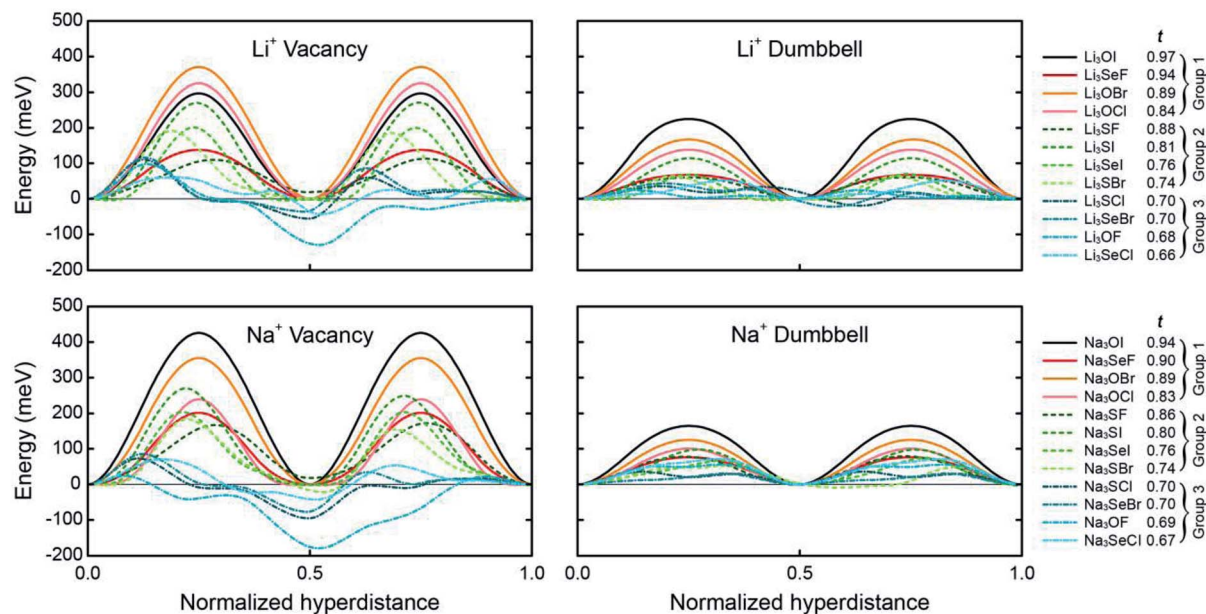 Li⁺ Vacancy
Energy (meV)
500
400
300
200
100
0
-100
-200
Li⁺ Dumbbell
t
Li₃OI 0.97
Li₃SeF 0.94
Li₃OBr 0.89
Li₃OCl 0.84
Group 1
Li₃SF 0.88
Li₃SI 0.81
Li₃SeI 0.76
Li₃SBr 0.74
Group 2
Li₃SCl 0.70
Li₃SeBr 0.70
Li₃OF 0.68
Li₃SeCl 0.66
Group 3
Na⁺ Vacancy
Energy (meV)
500
400
300
200
100
0
-100
-200
0.0 0.5 1.0
Normalized hyperdistance
Na⁺ Dumbbell
0.0 0.5 1.0
Normalized hyperdistance
t
Na₃OI 0.94
Na₃SeF 0.90
Na₃OBr 0.89
Na₃OCl 0.83
Group 1
Na₃SF 0.86
Na₃SI 0.80
Na₃SeI 0.76
Na₃SBr 0.74
Group 2
Na₃SCl 0.70
Na₃SeBr 0.70
Na₃OF 0.69
Na₃SeCl 0.67
Group 3